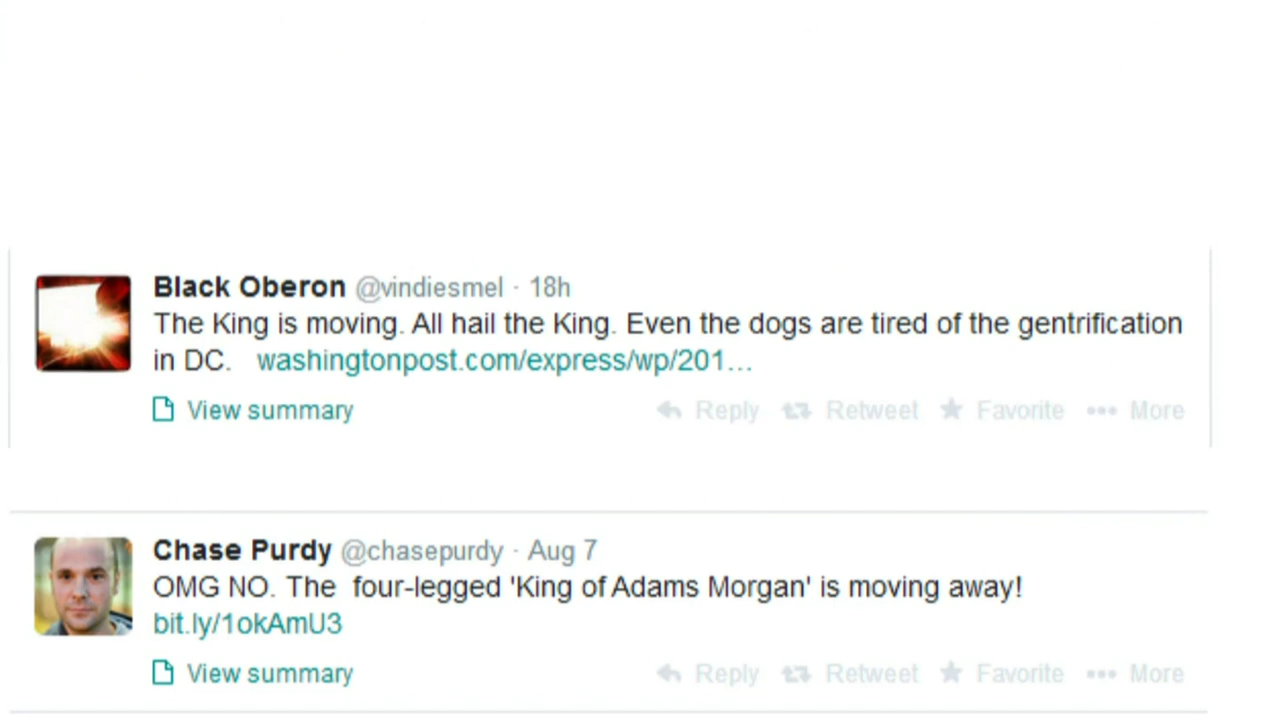 Black Oberon @vindiesmel · 18h
The King is moving. All hail the King. Even the dogs are tired of the gentrification
in DC. washingtonpost.com/express/wp/201...
View summary Reply Retweet Favorite More
Chase Purdy @chasepurdy · Aug 7
OMG NO. The four-legged 'King of Adams Morgan' is moving away!
bit.ly/1okAmU3
View summary Reply Retweet Favorite More